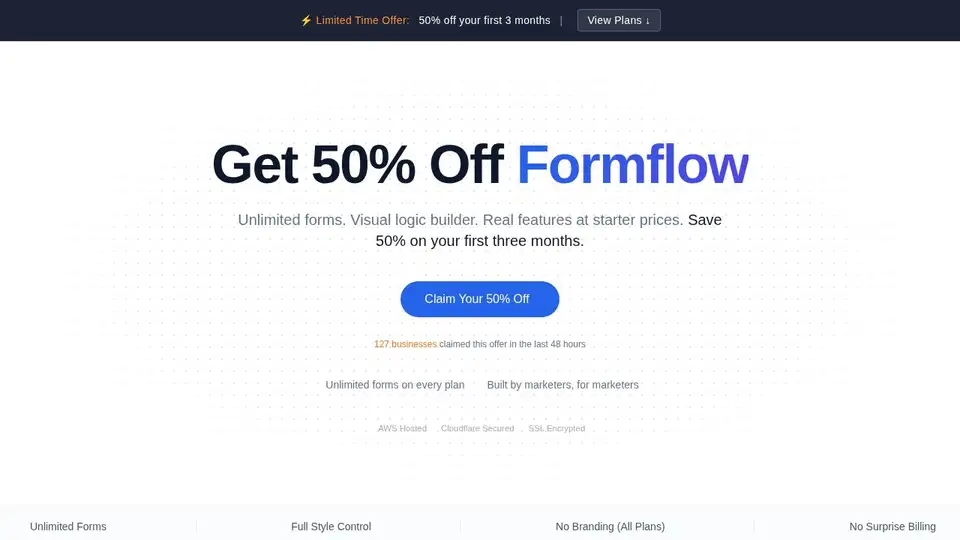 ⚡ Limited Time Offer: 50% off your first 3 months | View Plans ↓
Get 50% Off Formflow
Unlimited forms. Visual logic builder. Real features at starter prices. Save
50% on your first three months.
Claim Your 50% Off
127 businesses claimed this offer in the last 48 hours
Unlimited forms on every plan Built by marketers, for marketers
AWS Hosted Cloudflare Secured SSL Encrypted
Unlimited Forms Full Style Control No Branding (All Plans) No Surprise Billing